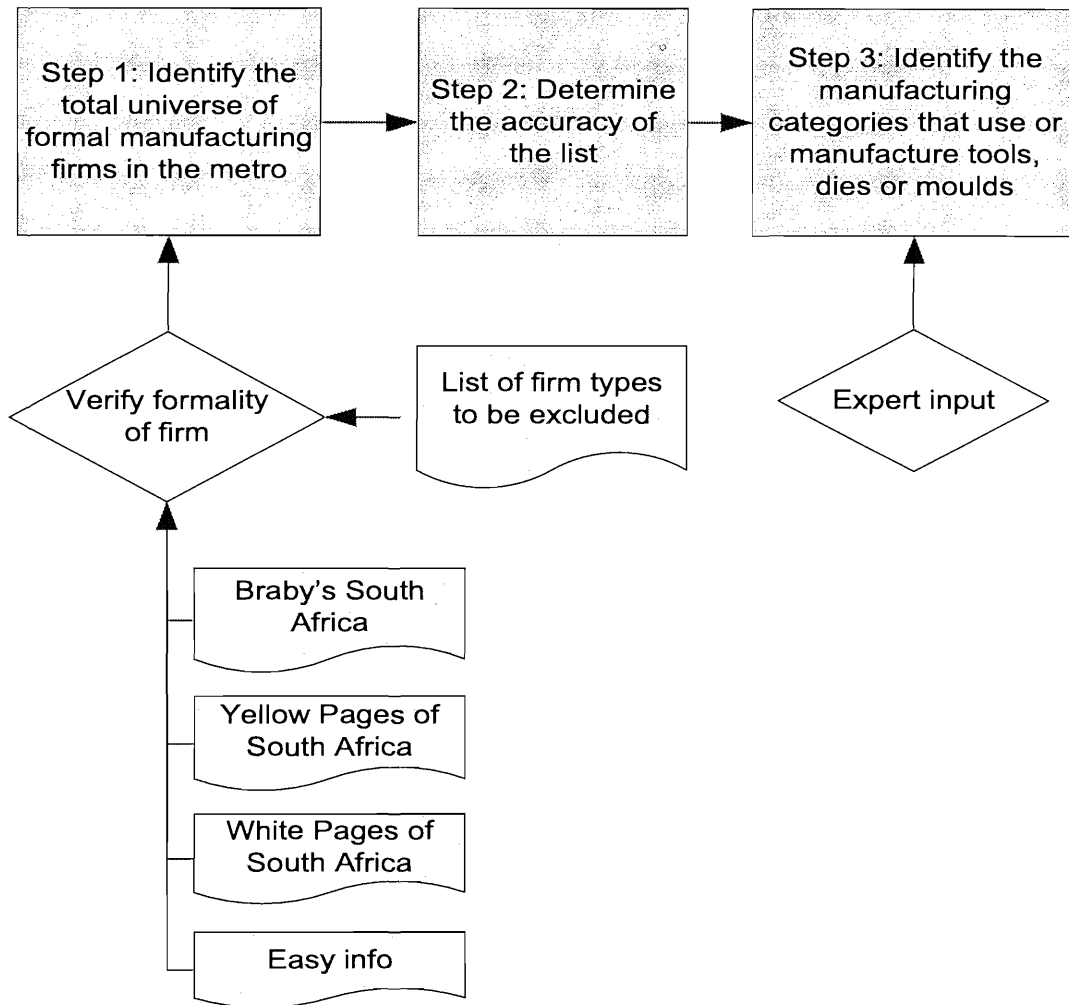 Step 1: Identify the
total universe of
formal manufacturing
firms in the metro
Step 2: Determine
the accuracy of
the list
Step 3: Identify the
manufacturing
categories that use or
manufacture tools,
dies or moulds
Verify formality
of firm
List of firm types
to be excluded
Expert input
Braby's South
Africa
Yellow Pages of
South Africa
White Pages of
South Africa
Easy info